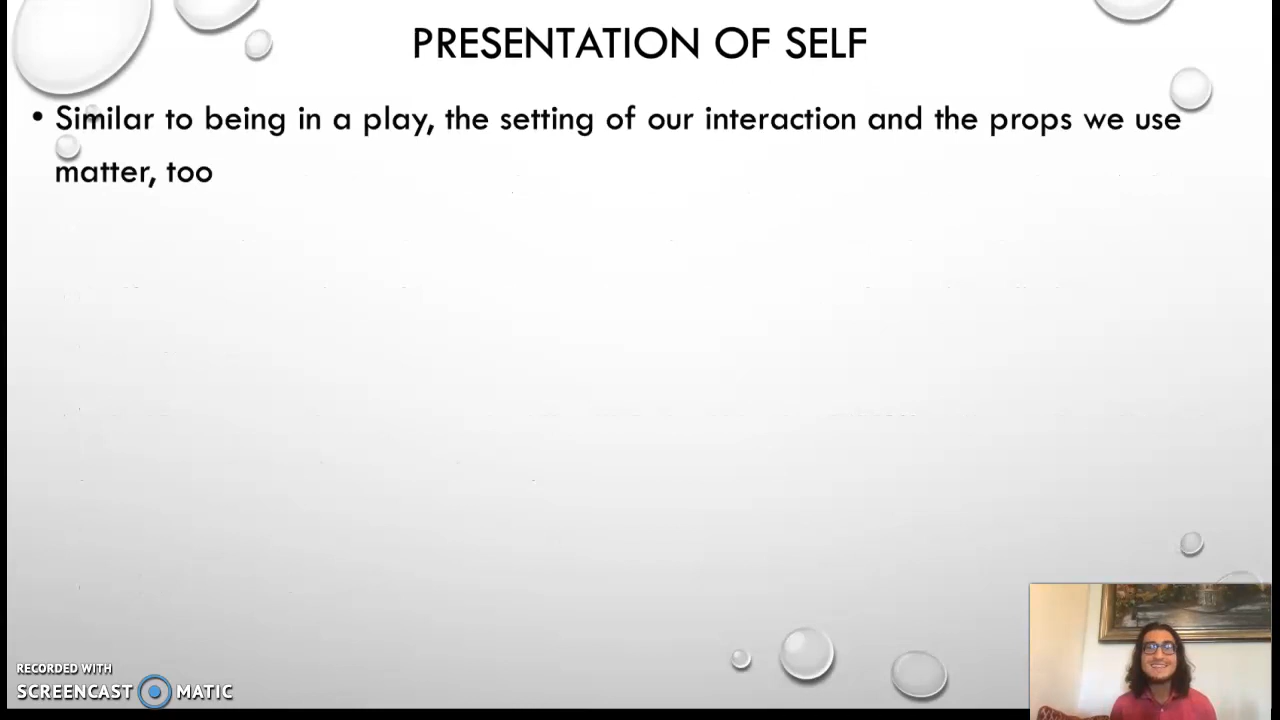 PRESENTATION OF SELF
• Similar to being in a play, the setting of our interaction and the props we use
matter, too
RECORDED WITH
SCREENCAST MATIC